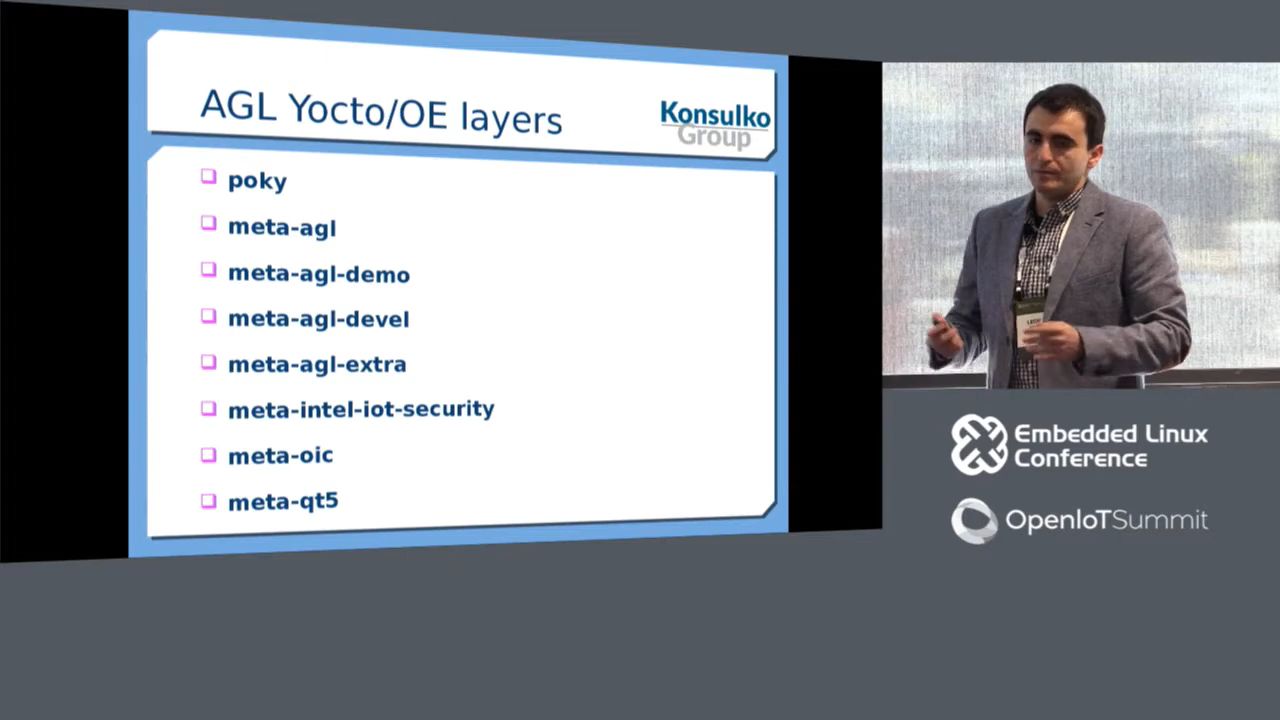 AGL Yocto/OE layers
Konsulko
Group
poky
meta-agl
meta-agl-demo
meta-agl-devel
meta-agl-extra
meta-intel-iot-security
meta-oic
meta-qt5
Embedded Linux
Conference
OpenIoTSummit